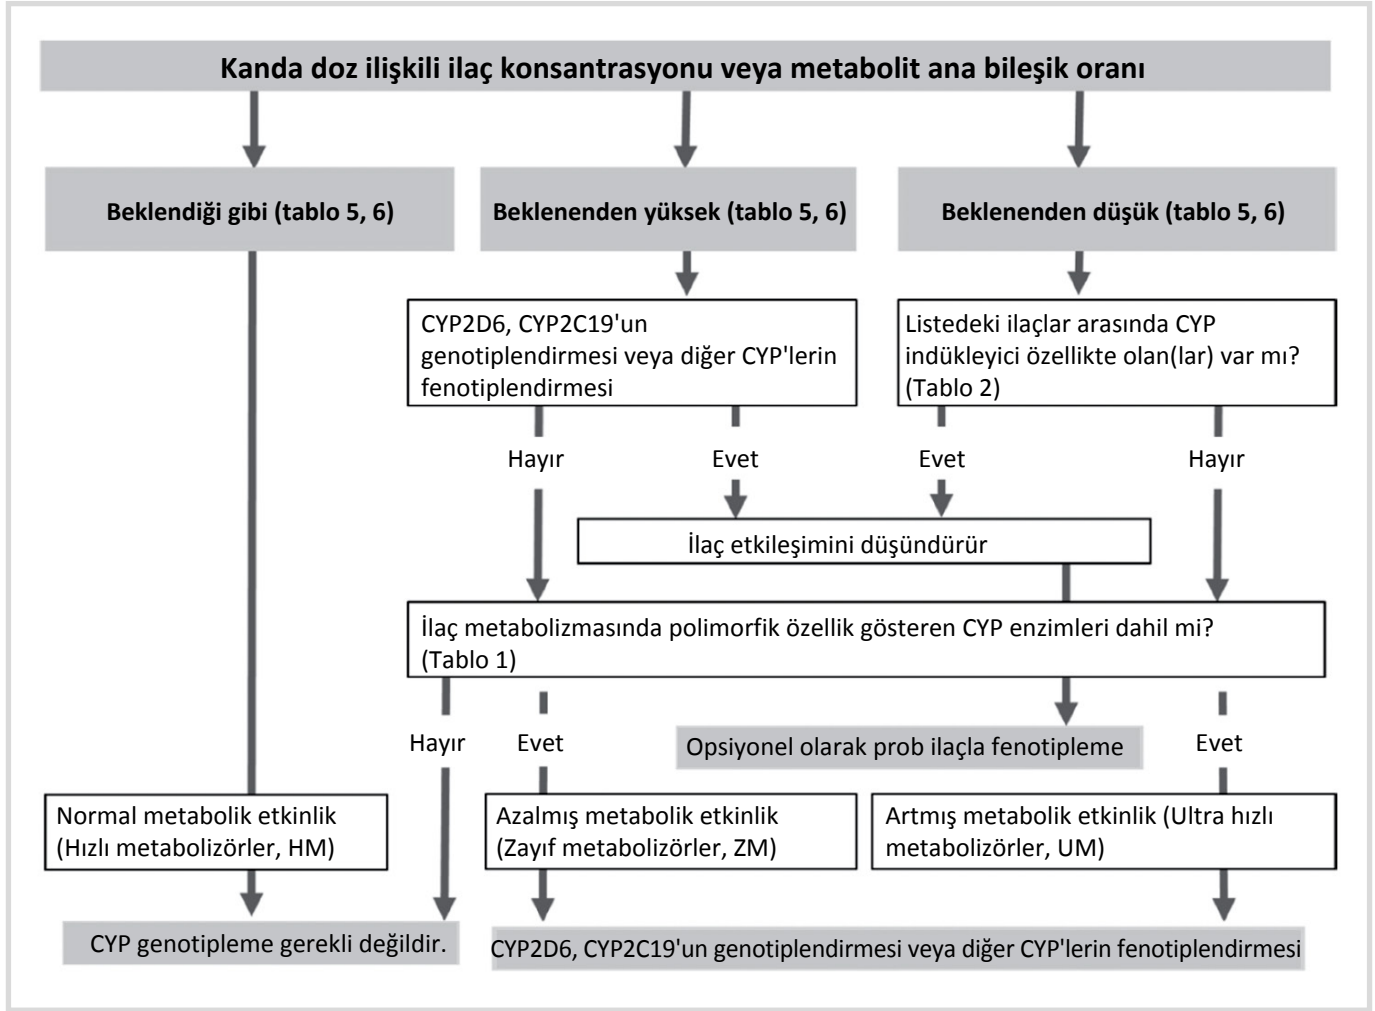 Kanda doz ilişkili ilaç konsantrasyonu veya metabolit ana bileşik oranı
Beklendiği gibi (tablo 5, 6)
Beklenenden yüksek (tablo 5, 6)
Beklenenden düşük (tablo 5, 6)
CYP2D6, CYP2C19'un
genotiplendirmesi veya diğer CYP'lerin
fenotiplendirmesi
Listedeki ilaçlar arasında CYP
indükleyici özellikte olan(lar) var mı?
(Tablo 2)
Hayır
Evet
Evet
Hayır
İlaç etkileşimini düşündürür
İlaç metabolizmasında polimorfik özellik gösteren CYP enzimleri dahil mi?
(Tablo 1)
Hayır
Evet
Opsiyonel olarak prob ilaçla fenotipleme
Evet
Normal metabolik etkinlik
(Hızlı metabolizörler, HM)
Azalmış metabolik etkinlik
(Zayıf metabolizörler, ZM)
Artmış metabolik etkinlik (Ultra hızlı
metabolizörler, UM)
CYP genotipleme gerekli değildir.
CYP2D6, CYP2C19'un genotiplendirmesi veya diğer CYP'lerin fenotiplendirmesi